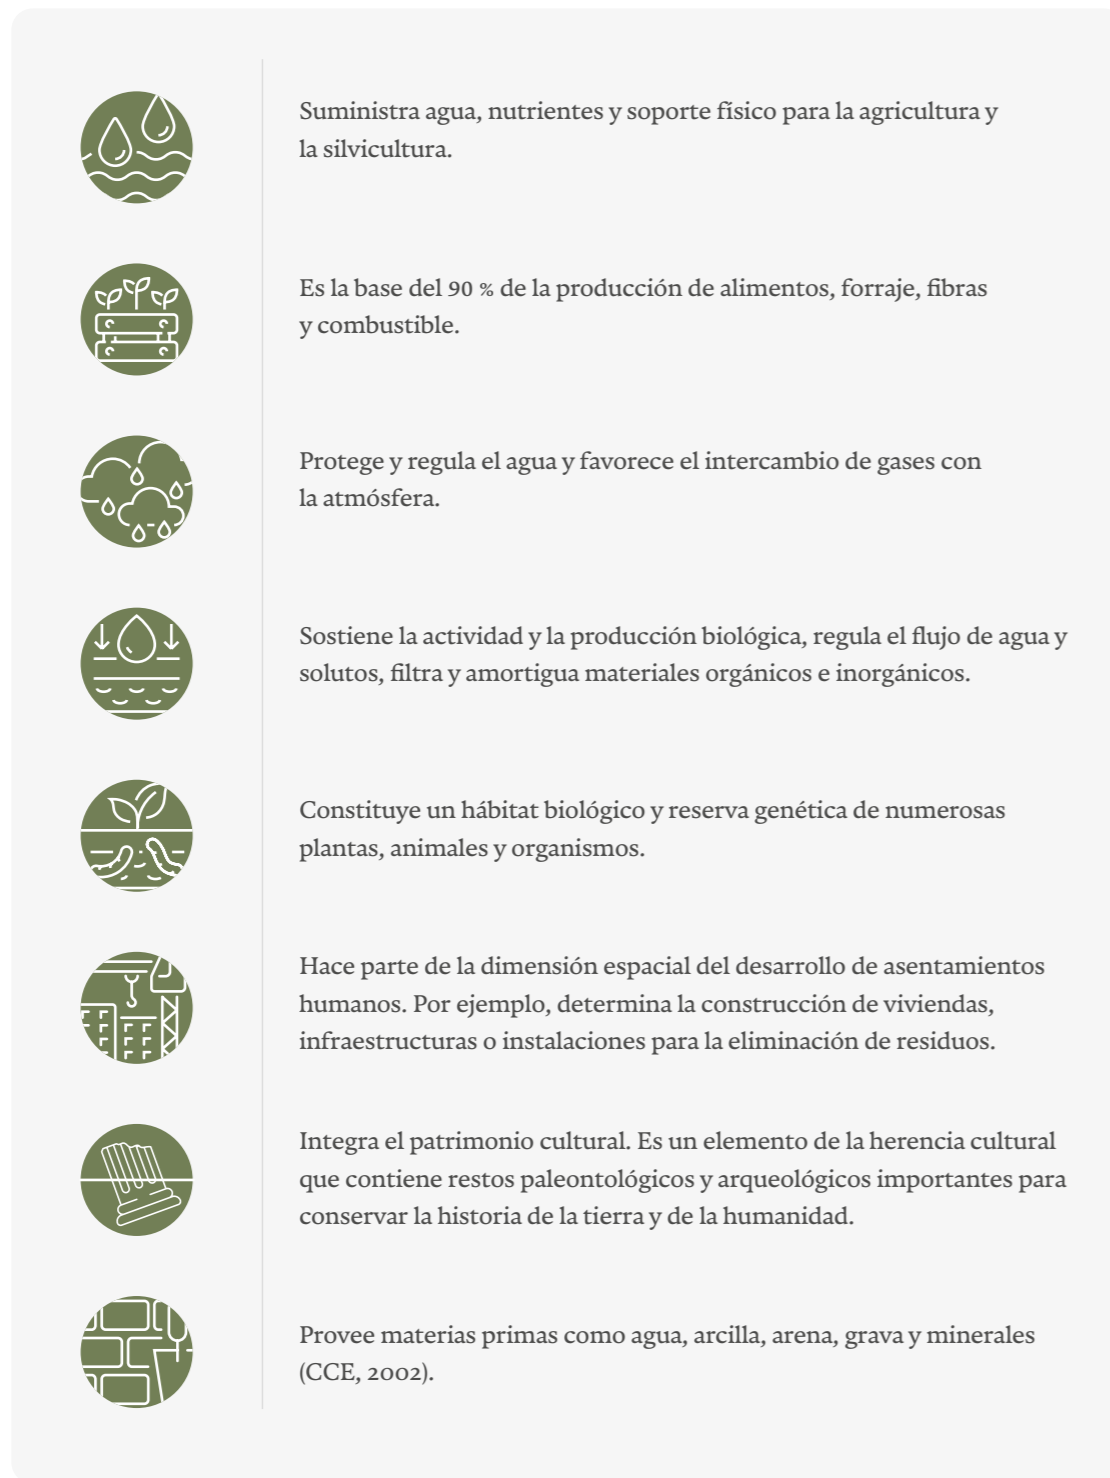 Suministra agua, nutrientes y soporte físico para la agricultura y
la silvicultura.
Es la base del 90 % de la producción de alimentos, forraje, fibras
y combustible.
Protege y regula el agua y favorece el intercambio de gases con
la atmósfera.
Sostiene la actividad y la producción biológica, regula el flujo de agua y
solutos, filtra y amortigua materiales orgánicos e inorgánicos.
Constituye un hábitat biológico y reserva genética de numerosas
plantas, animales y organismos.
Hace parte de la dimensión espacial del desarrollo de asentamientos
humanos. Por ejemplo, determina la construcción de viviendas,
infraestructuras o instalaciones para la eliminación de residuos.
Integra el patrimonio cultural. Es un elemento de la herencia cultural
que contiene restos paleontológicos y arqueológicos importantes para
conservar la historia de la tierra y de la humanidad.
Provee materias primas como agua, arcilla, arena, grava y minerales
(CCE, 2002).